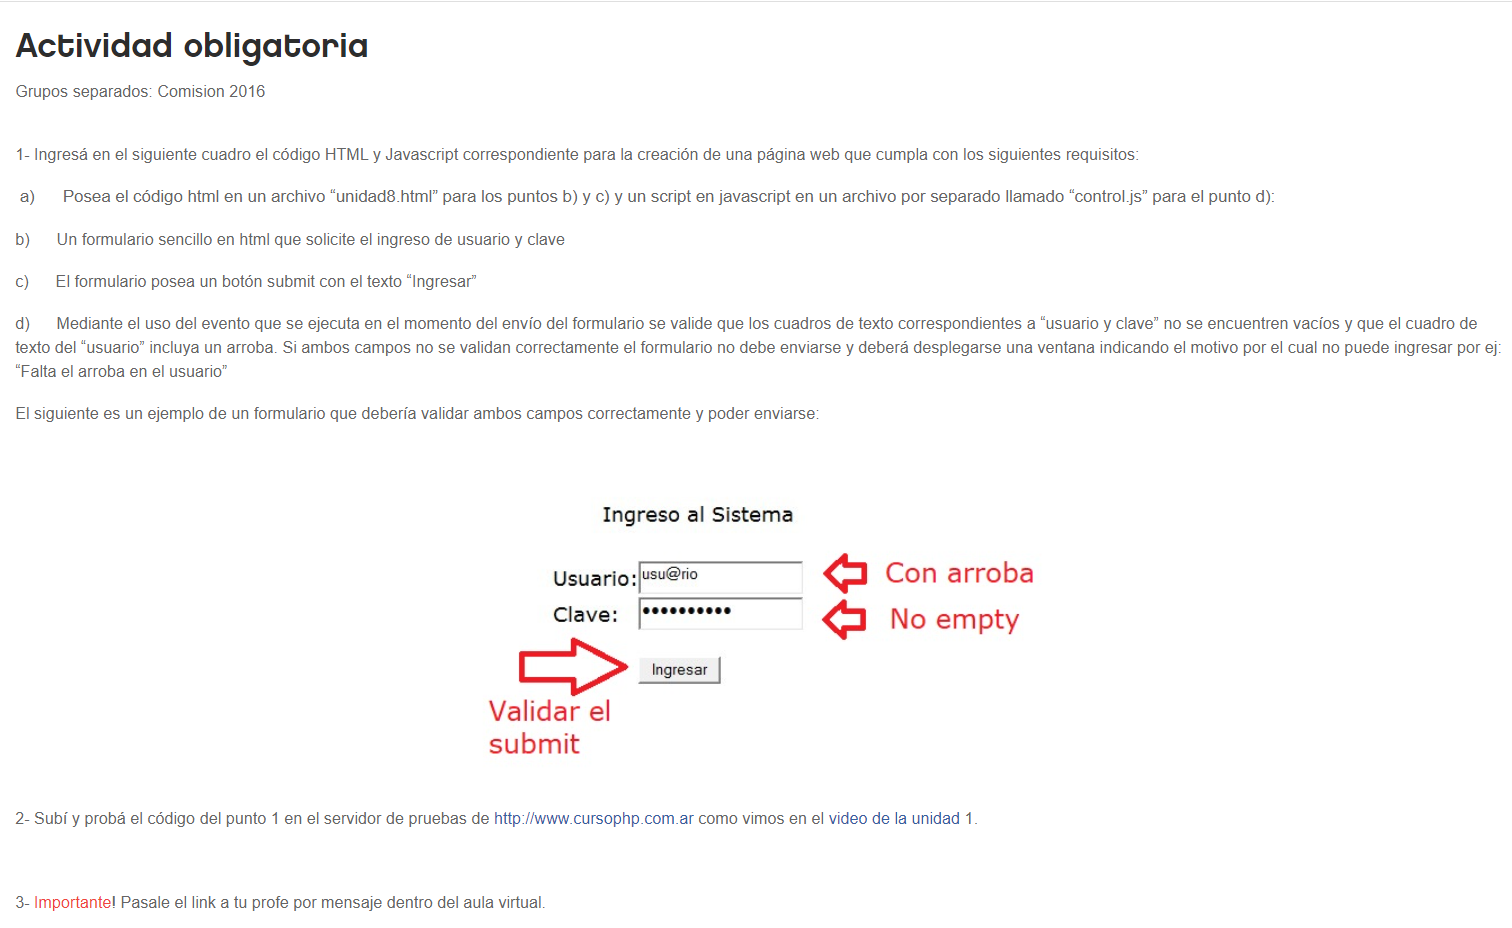 Actividad obligatoria
Grupos separados: Comision 2016
1- Ingresá en el siguiente cuadro el código HTML y Javascript correspondiente para la creación de una página web que cumpla con los siguientes requisitos:
a) Posea el código html en un archivo “unidad8.html” para los puntos b) y c) y un script en javascript en un archivo por separado llamado “control.js” para el punto d):
b) Un formulario sencillo en html que solicite el ingreso de usuario y clave
c) El formulario posea un botón submit con el texto “Ingresar”
d) Mediante el uso del evento que se ejecuta en el momento del envío del formulario se valide que los cuadros de texto correspondientes a “usuario y clave” no se encuentren vacíos y que el cuadro de
texto del “usuario” incluya un arroba. Si ambos campos no se validan correctamente el formulario no debe enviarse y deberá desplegarse una ventana indicando el motivo por el cual no puede ingresar por ej:
“Falta el arroba en el usuario”
El siguiente es un ejemplo de un formulario que debería validar ambos campos correctamente y poder enviarse:
Ingreso al Sistema
Usuario: usu@rio Con arroba
Clave: •••••••••• No empty
Ingresar
Validar el
submit
2- Subí y probá el código del punto 1 en el servidor de pruebas de http://www.cursophp.com.ar como vimos en el video de la unidad 1.
3- Importante! Pasale el link a tu profe por mensaje dentro del aula virtual.